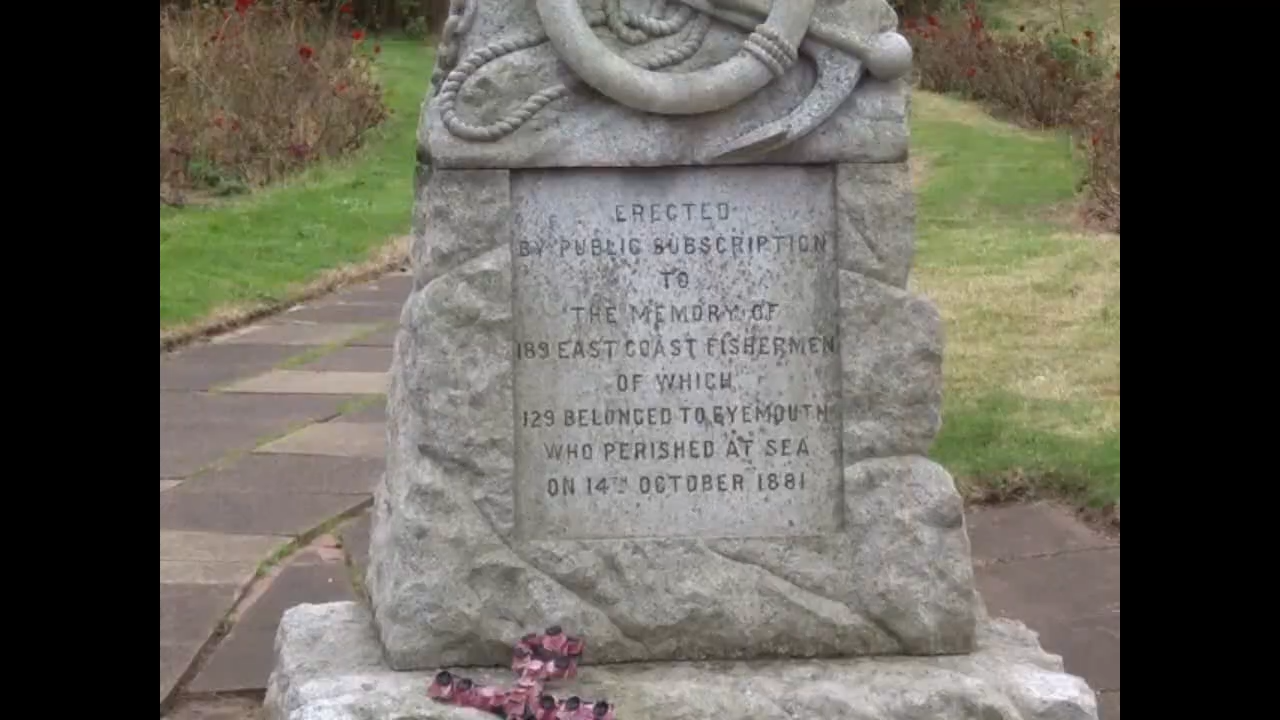 ERECTED
BY PUBLIC SUBSCRIPTION
TO
THE MEMORY OF
189 EAST COAST FISHERMEN
OF WHICH
129 BELONGED TO EYEMOUTH
WHO PERISHED AT SEA
ON 14TH OCTOBER 1881